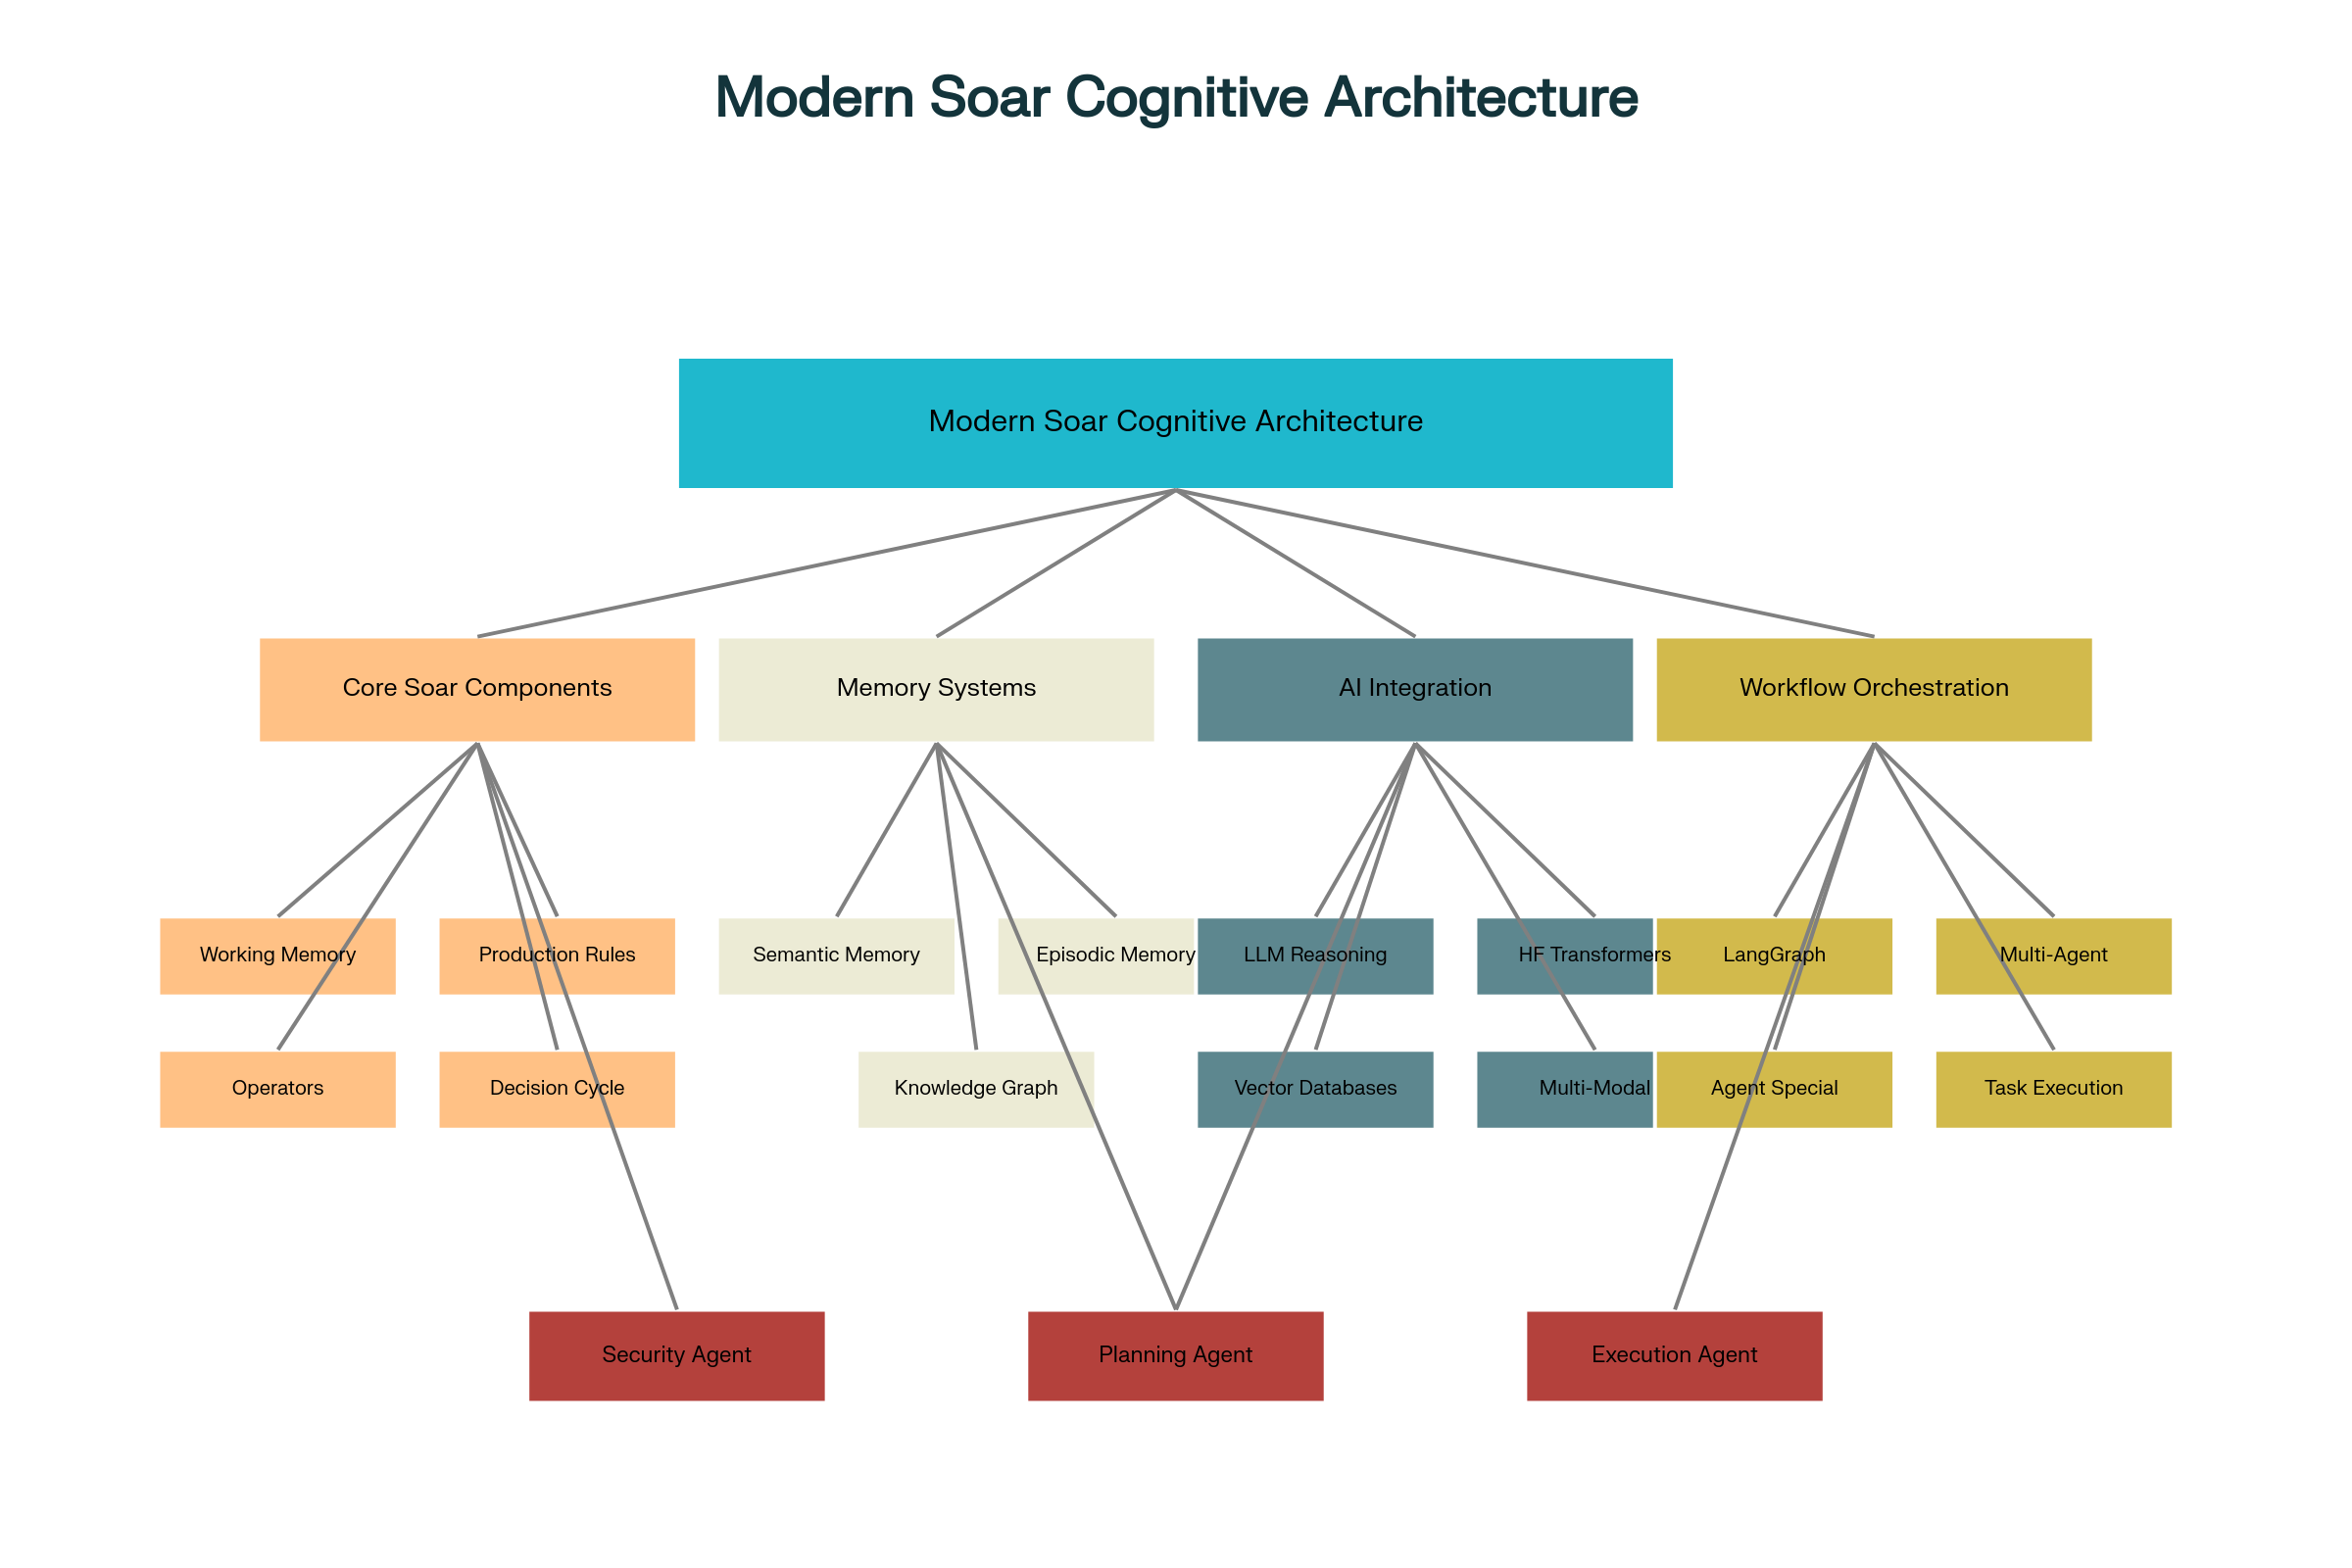 Modern Soar Cognitive Architecture
Modern Soar Cognitive Architecture
Core Soar Components
Memory Systems
AI Integration
Workflow Orchestration
Working Memory
Production Rules
Semantic Memory
Episodic Memory
LLM Reasoning
HF Transformers
LangGraph
Multi-Agent
Operators
Decision Cycle
Knowledge Graph
Vector Databases
Multi-Modal
Agent Special
Task Execution
Security Agent
Planning Agent
Execution Agent